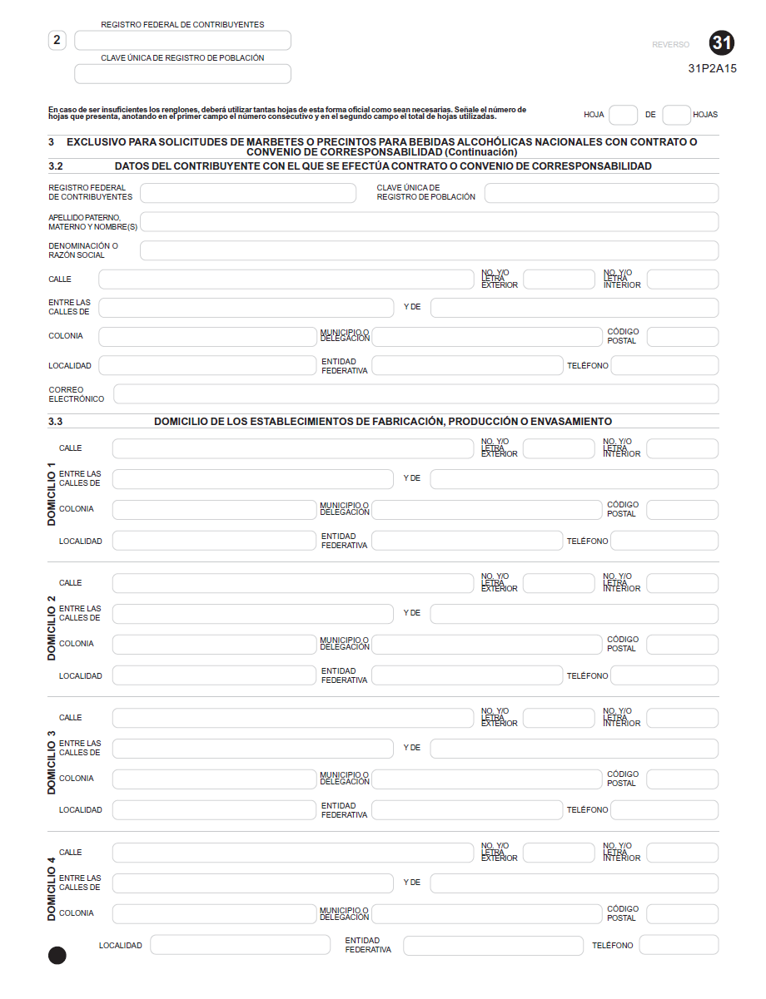 REGISTRO FEDERAL DE CONTRIBUYENTES
2
CLAVE ÚNICA DE REGISTRO DE POBLACIÓN
REVERSO
31
31P2A15
En caso de ser insuficientes los renglones, deberá utilizar tantas hojas de esta forma oficial como sean necesarias. Señale el número de
hojas que presenta, anotando en el primer campo el número consecutivo y en el segundo campo el total de hojas utilizadas.
HOJA DE HOJAS
3 EXCLUSIVO PARA SOLICITUDES DE MARBETES O PRECINTOS PARA BEBIDAS ALCOHÓLICAS NACIONALES CON CONTRATO O
CONVENIO DE CORRESPONSABILIDAD (Continuación)
3.2 DATOS DEL CONTRIBUYENTE CON EL QUE SE EFECTÚA CONTRATO O CONVENIO DE CORRESPONSABILIDAD
REGISTRO FEDERAL
DE CONTRIBUYENTES
CLAVE ÚNICA DE
REGISTRO DE POBLACIÓN
APELLIDO PATERNO,
MATERNO Y NOMBRE(S)
DENOMINACIÓN O
RAZÓN SOCIAL
CALLE
NO. Y/O
LETRA
EXTERIOR
NO. Y/O
LETRA
INTERIOR
ENTRE LAS
CALLES DE
Y DE
COLONIA
MUNICIPIO O
DELEGACIÓN
CÓDIGO
POSTAL
LOCALIDAD
ENTIDAD
FEDERATIVA
TELÉFONO
CORREO
ELECTRÓNICO
3.3 DOMICILIO DE LOS ESTABLECIMIENTOS DE FABRICACIÓN, PRODUCCIÓN O ENVASAMIENTO
DOMICILIO 1
CALLE
NO. Y/O
LETRA
EXTERIOR
NO. Y/O
LETRA
INTERIOR
ENTRE LAS
CALLES DE
Y DE
COLONIA
MUNICIPIO O
DELEGACIÓN
CÓDIGO
POSTAL
LOCALIDAD
ENTIDAD
FEDERATIVA
TELÉFONO
DOMICILIO 2
CALLE
NO. Y/O
LETRA
EXTERIOR
NO. Y/O
LETRA
INTERIOR
ENTRE LAS
CALLES DE
Y DE
COLONIA
MUNICIPIO O
DELEGACIÓN
CÓDIGO
POSTAL
LOCALIDAD
ENTIDAD
FEDERATIVA
TELÉFONO
DOMICILIO 3
CALLE
NO. Y/O
LETRA
EXTERIOR
NO. Y/O
LETRA
INTERIOR
ENTRE LAS
CALLES DE
Y DE
COLONIA
MUNICIPIO O
DELEGACIÓN
CÓDIGO
POSTAL
LOCALIDAD
ENTIDAD
FEDERATIVA
TELÉFONO
DOMICILIO 4
CALLE
NO. Y/O
LETRA
EXTERIOR
NO. Y/O
LETRA
INTERIOR
ENTRE LAS
CALLES DE
Y DE
COLONIA
MUNICIPIO O
DELEGACIÓN
CÓDIGO
POSTAL
LOCALIDAD
ENTIDAD
FEDERATIVA
TELÉFONO